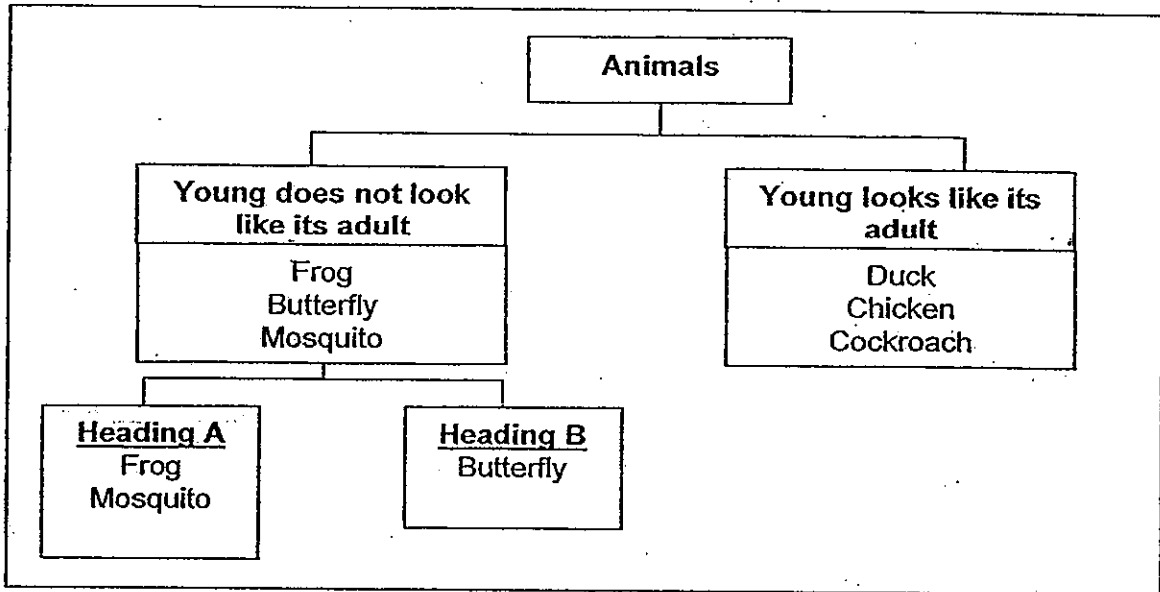 Animals
Young does not look
like its adult
Frog
Butterfly
Mosquito
Young looks like its
adult
Duck
Chicken
Cockroach
Heading A
Frog
Mosquito
Heading B
Butterfly